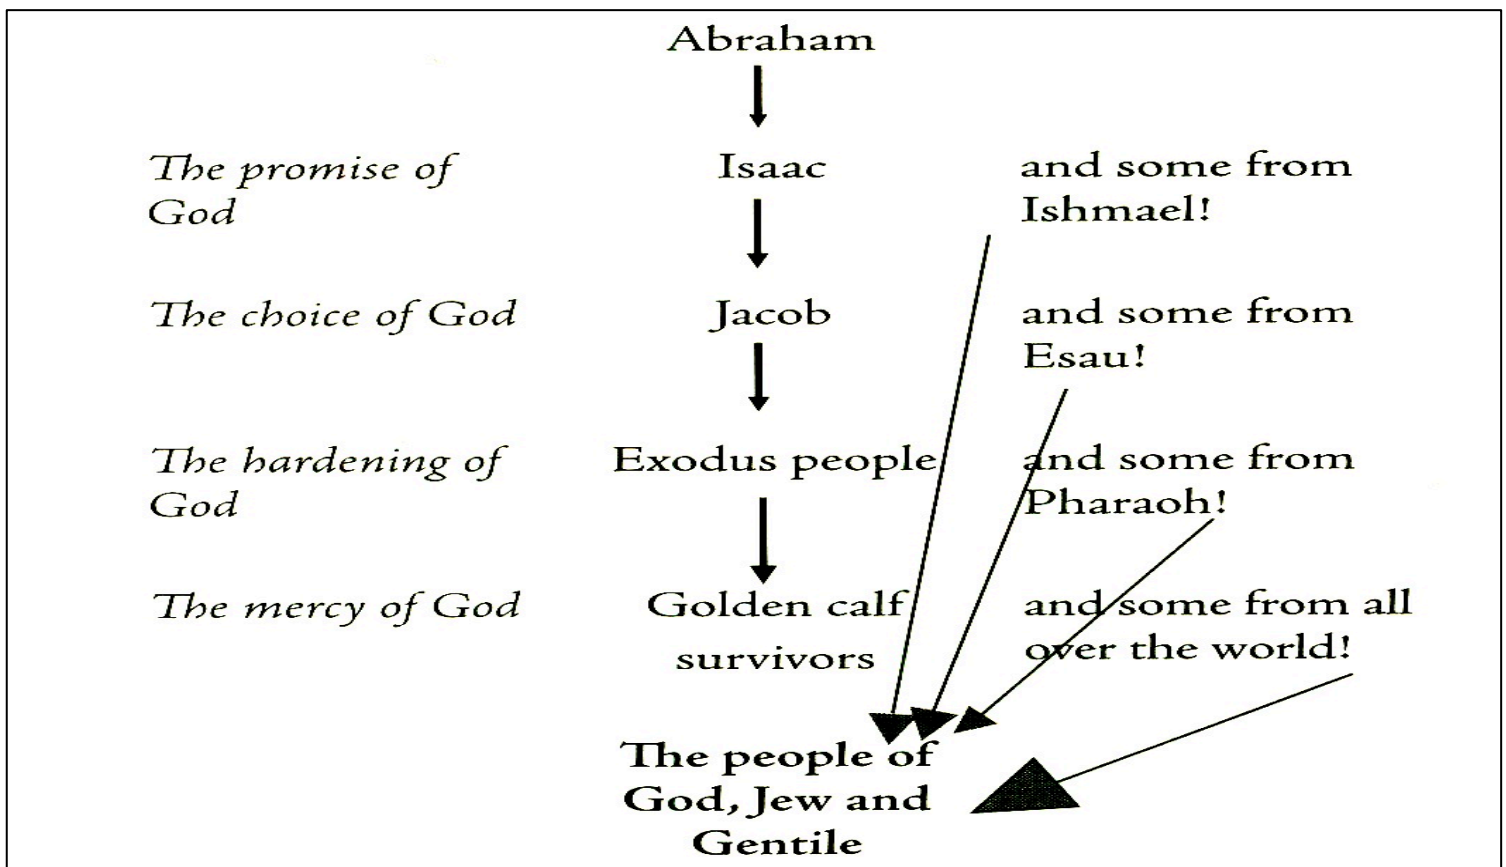 Abraham
The promise of
God
Isaac
and some from
Ishmael!
The choice of God
Jacob
and some from
Esau!
The hardening of
God
Exodus people
and some from
Pharaoh!
The mercy of God
Golden calf
survivors
and some from all
over the world!
The people of
God, Jew and
Gentile